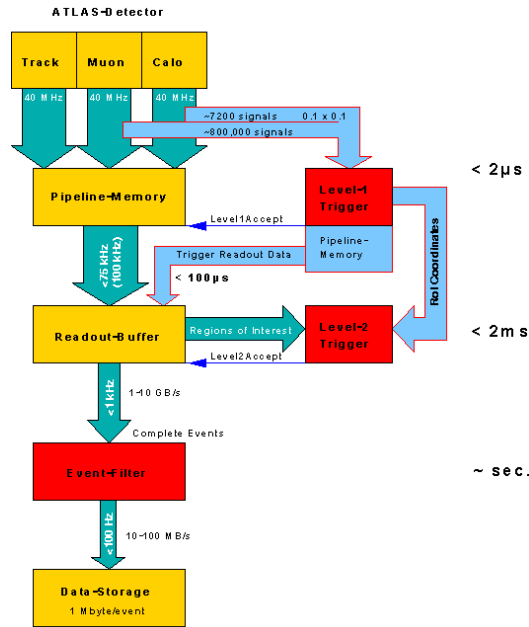 ATLAS-Detector
Track
Muon
Calo
40 MHz
40 MHz
40 MHz
~7200 signals 0.1 x 0.1
~800,000 signals
< 2µs
Pipeline-Memory
Level-1
Trigger
Level1Accept
Pipeline-
Memory
RoI Coordinates
<75 kHz
(100 kHz)
Trigger Readout Data
< 100µs
Readout-Buffer
Regions of Interest
Level-2
Trigger
< 2ms
Level2Accept
<1 kHz
1-10 GB/s
Complete Events
Event-Filter
~ sec.
<100 Hz
10-100 MB/s
Data-Storage
1 Mbyte/event